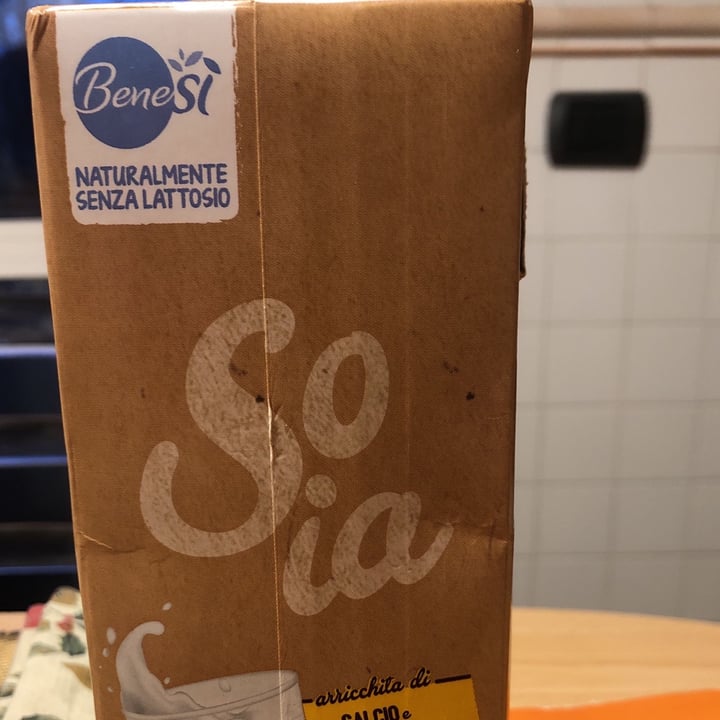 BeneSì
NATURALMENTE
SENZA LATTOSIO
So
ia
arricchita di
CALCIO e